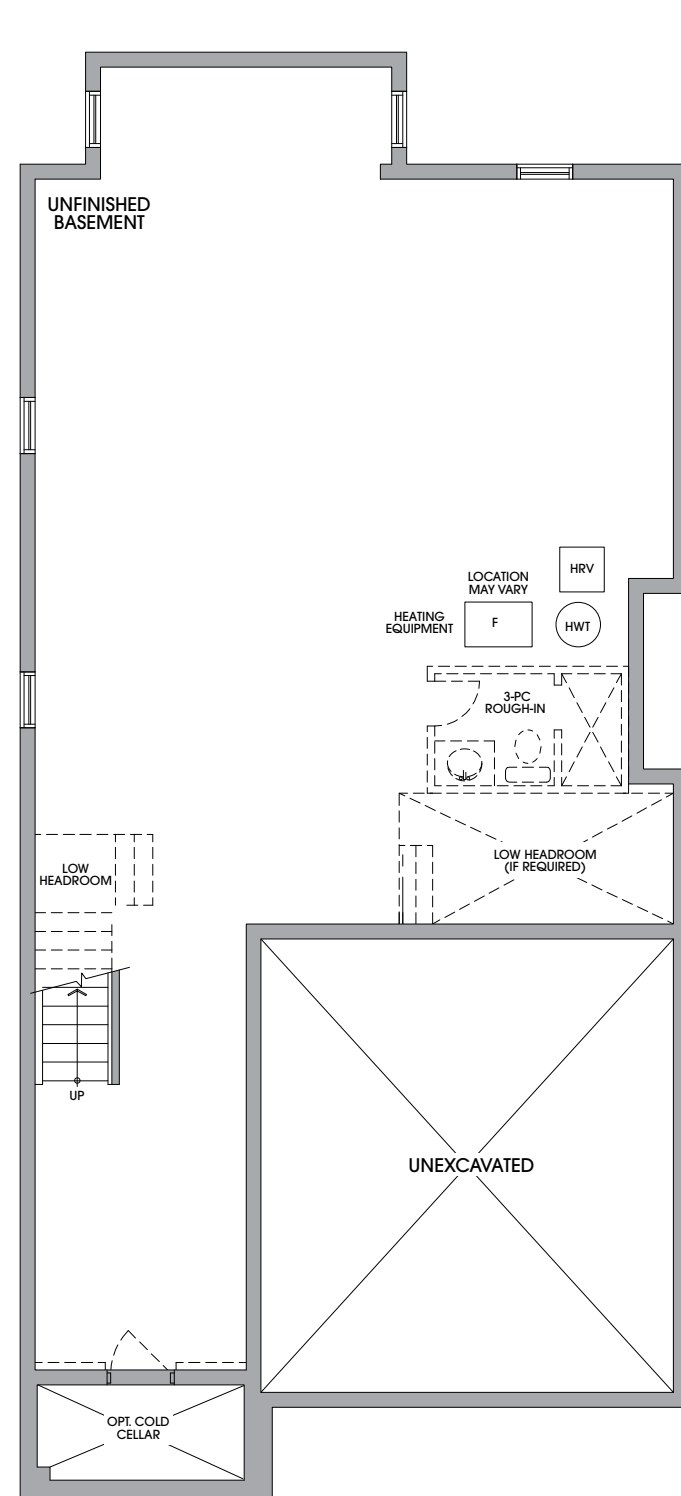 UNFINISHED
BASEMENT
HRV
LOCATION
MAY VARY
HEATING
EQUIPMENT
F
HWT
3-PC
ROUGH-IN
LOW
HEADROOM
LOW HEADROOM
(IF REQUIRED)
UP
UNEXCAVATED
OPT. COLD
CELLAR